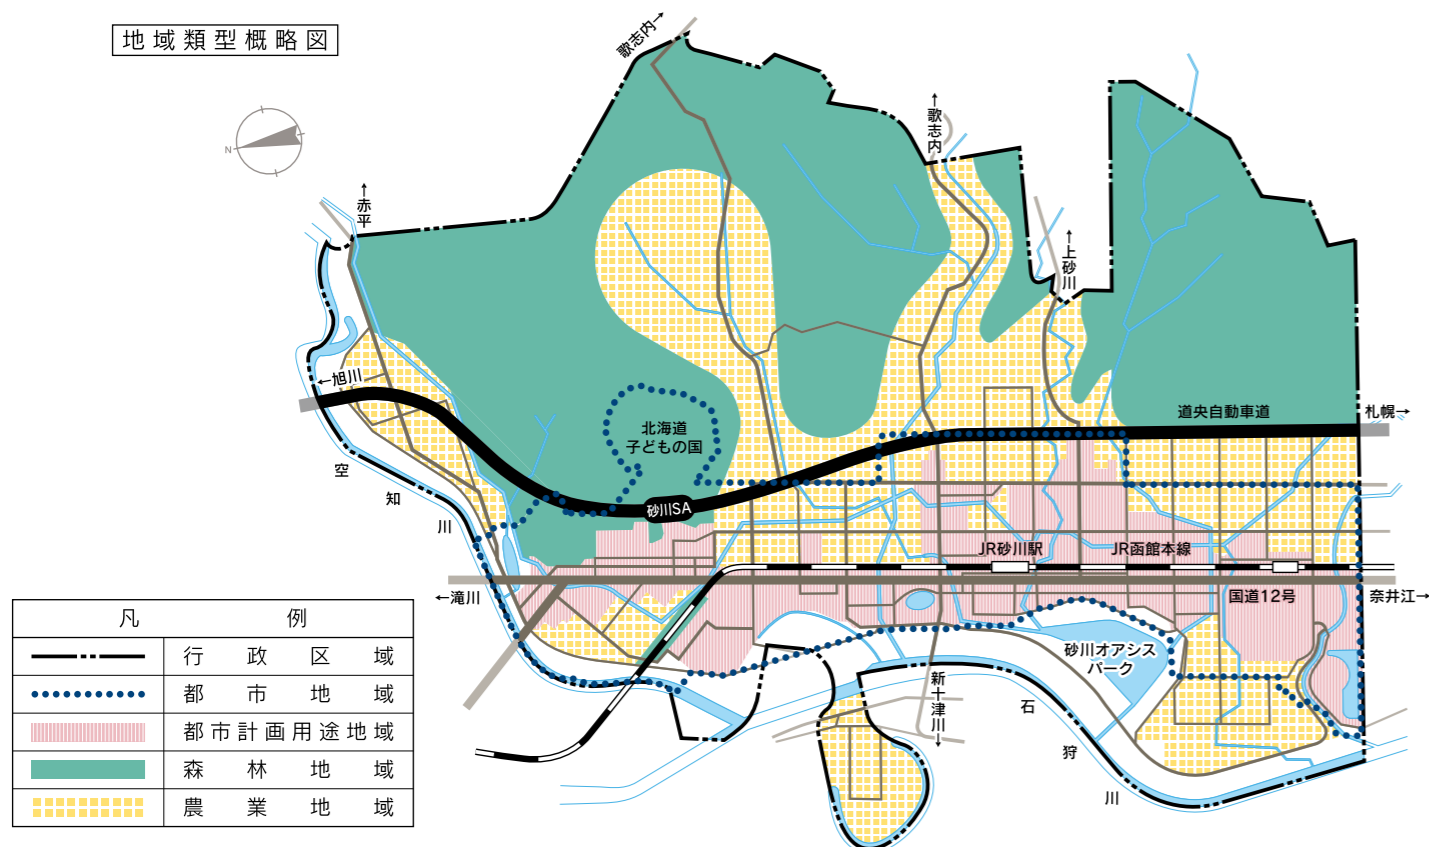 地域類型概略図
N
歌志内→
←歌志内
←赤平
←上砂川
←旭川
北海道
子どもの国
道央自動車道
札幌→
空知川
砂川SA
JR砂川駅
JR函館本線
←滝川
国道12号
奈井江→
砂川オアシス
パーク
新十津川→
石狩川
凡例
行政区域
都市地域
都市計画用途地域
森林地域
農業地域